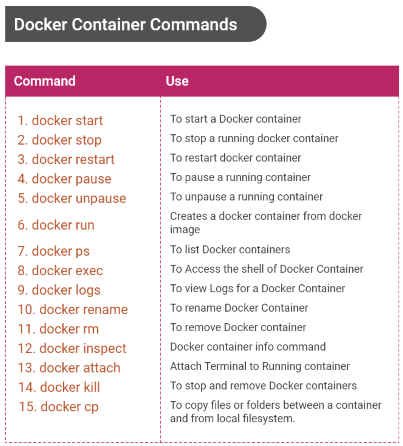 Docker Container Commands
Command Use
1. docker start To start a Docker container
2. docker stop To stop a running docker container
3. docker restart To restart docker container
4. docker pause To pause a running container
5. docker unpause To unpause a running container
6. docker run Creates a docker container from docker
image
7. docker ps To list Docker containers
8. docker exec To Access the shell of Docker Container
9. docker logs To view Logs for a Docker Container
10. docker rename To rename Docker Container
11. docker rm To remove Docker container
12. docker inspect Docker container info command
13. docker attach Attach Terminal to Running container
14. docker kill To stop and remove Docker containers
15. docker cp To copy files or folders between a container
and from local filesystem.